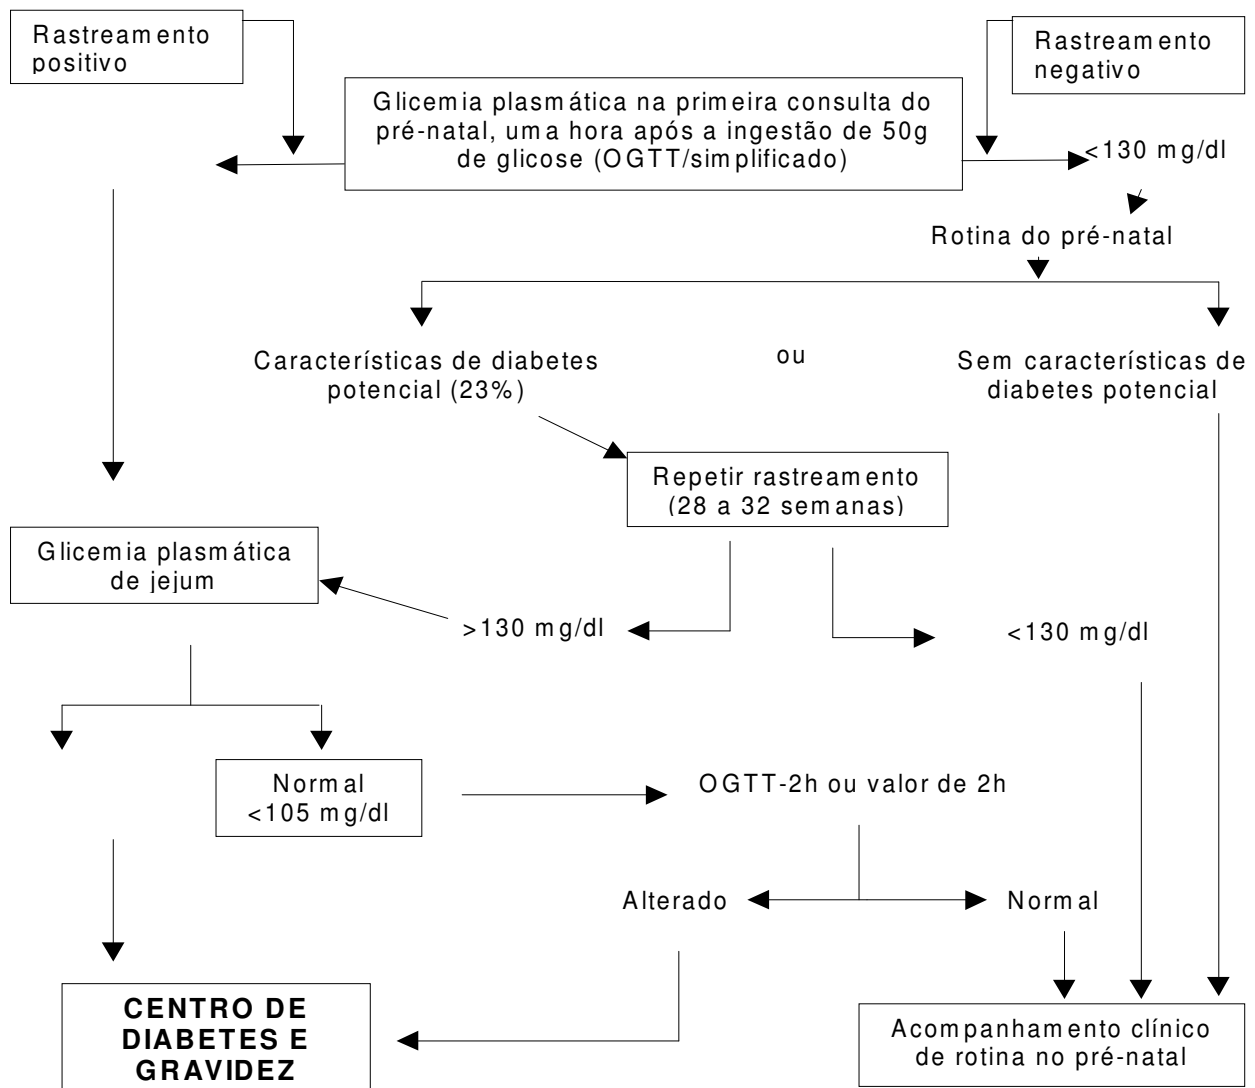 Rastreamento
positivo
Rastreamento
negativo
Glicemia plasmática na primeira consulta do
pré-natal, uma hora após a ingestão de 50g
de glicose (OGTT/simplificado)
<130 mg/dl
Rotina do pré-natal
Características de diabetes
potencial (23%)
ou
Sem características de
diabetes potencial
Repetir rastreamento
(28 a 32 semanas)
Glicemia plasmática
de jejum
>130 mg/dl
<130 mg/dl
Normal
<105 mg/dl
OGTT-2h ou valor de 2h
Alterado
Normal
CENTRO DE
DIABETES E
GRAVIDEZ
Acompanhamento clínico
de rotina no pré-natal